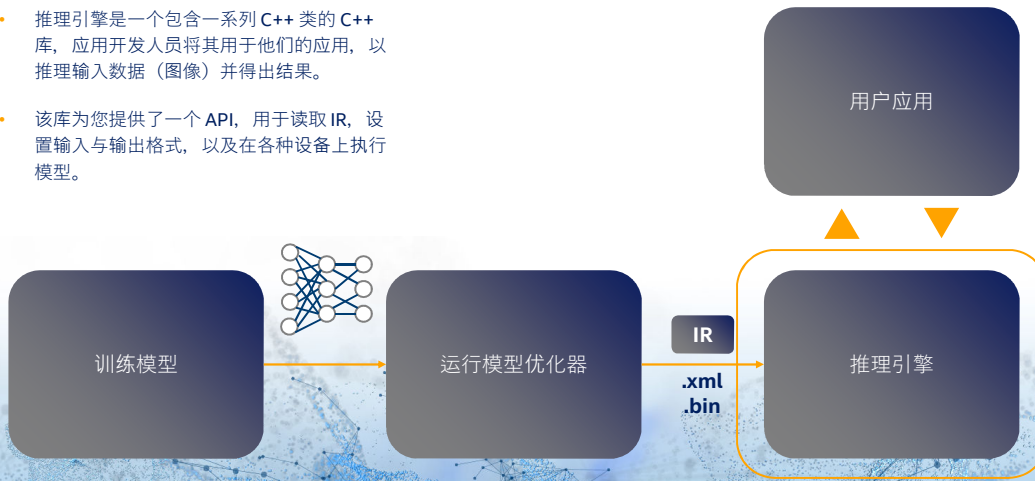 • 推理引擎是一个包含一系列 C++ 类的 C++
库，应用开发人员将其用于他们的应用，以
推理输入数据（图像）并得出结果。
• 该库为您提供了一个 API，用于读取 IR，设
置输入与输出格式，以及在各种设备上执行
模型。
用户应用
训练模型
运行模型优化器
IR
.xml
.bin
推理引擎